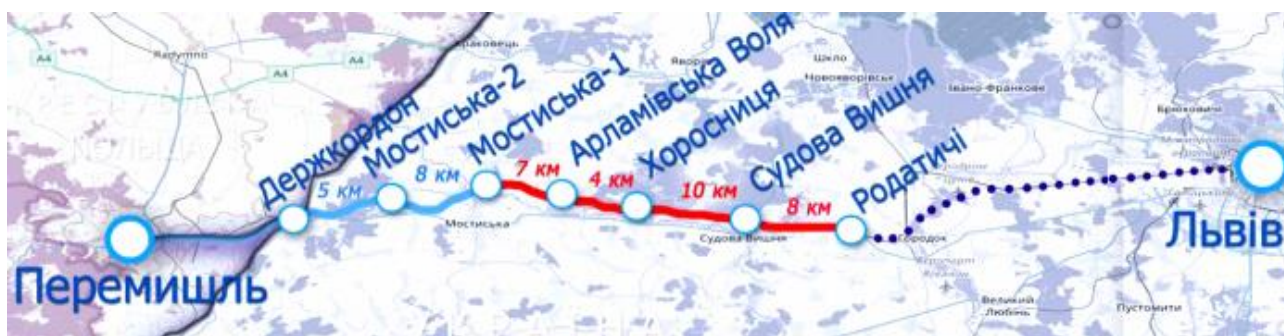 Radymno
Краковець
A4
A4
Шкло
Новояворівськ
Івано-Франкове
Брюховичі
Держкордон
Мостиська-2
Мостиська-1
Арламівська Воля
Хоросниця
Судова Вишня
Родатичі
5 км
8 км
7 км
4 км
10 км
8 км
Мостиська
Судова Вишня
Городок
Перемишль
Львів
Великий
Любінь
Пустомити